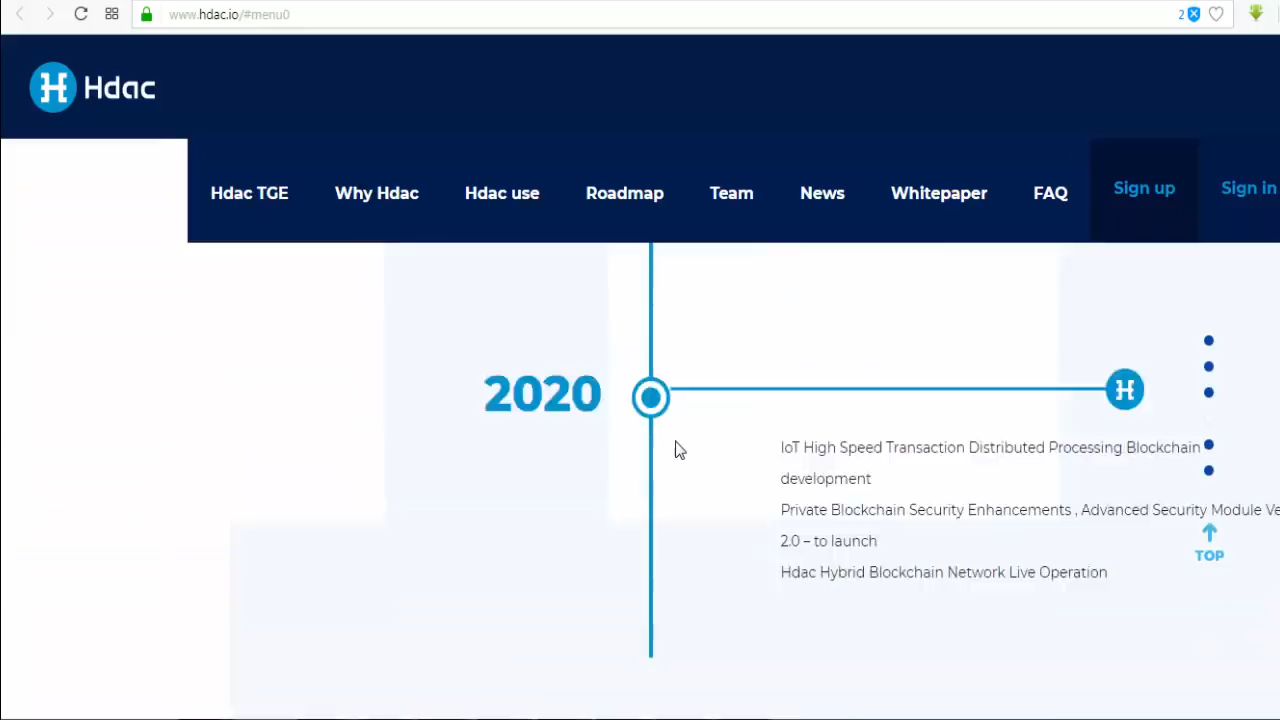 www.hdac.io/#menu0
2
Hdac
Hdac TGE Why Hdac Hdac use Roadmap Team News Whitepaper FAQ Sign up Sign in
2020
IoT High Speed Transaction Distributed Processing Blockchain
development
Private Blockchain Security Enhancements , Advanced Security Module Ve
2.0 – to launch
TOP
Hdac Hybrid Blockchain Network Live Operation